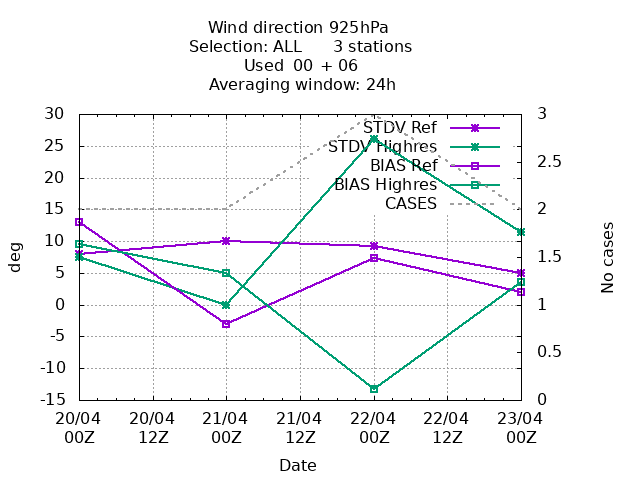 Wind direction 925hPa
Selection: ALL 3 stations
Used 00 + 06
Averaging window: 24h
30
25
20
15
10
5
0
-5
-10
-15
deg
STDV Ref
STDV Highres
BIAS Ref
BIAS Highres
CASES
3
2.5
2
1.5
1
0.5
0
No cases
20/04 20/04 21/04 21/04 22/04 22/04 23/04
00Z 12Z 00Z 12Z 00Z 12Z 00Z
Date